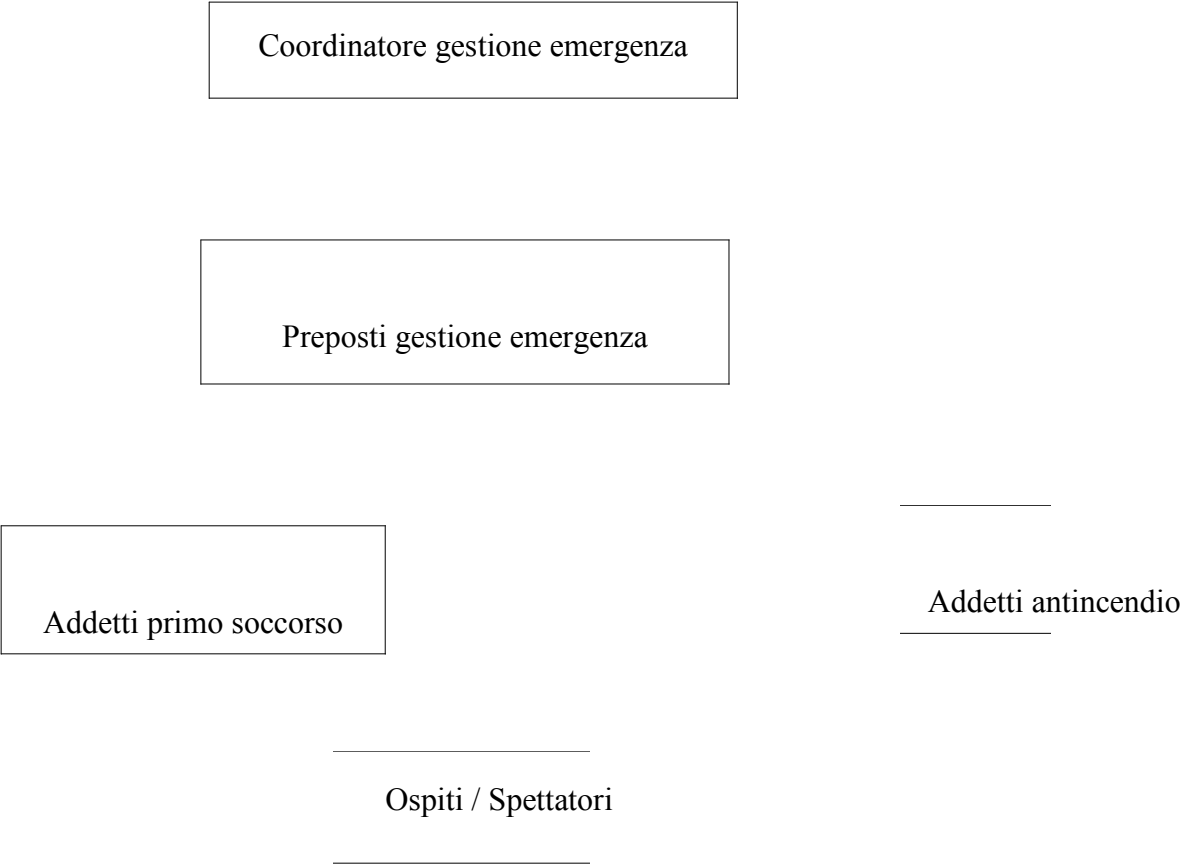 Coordinatore gestione emergenza
Preposti gestione emergenza
Addetti primo soccorso
Addetti antincendio
Ospiti / Spettatori